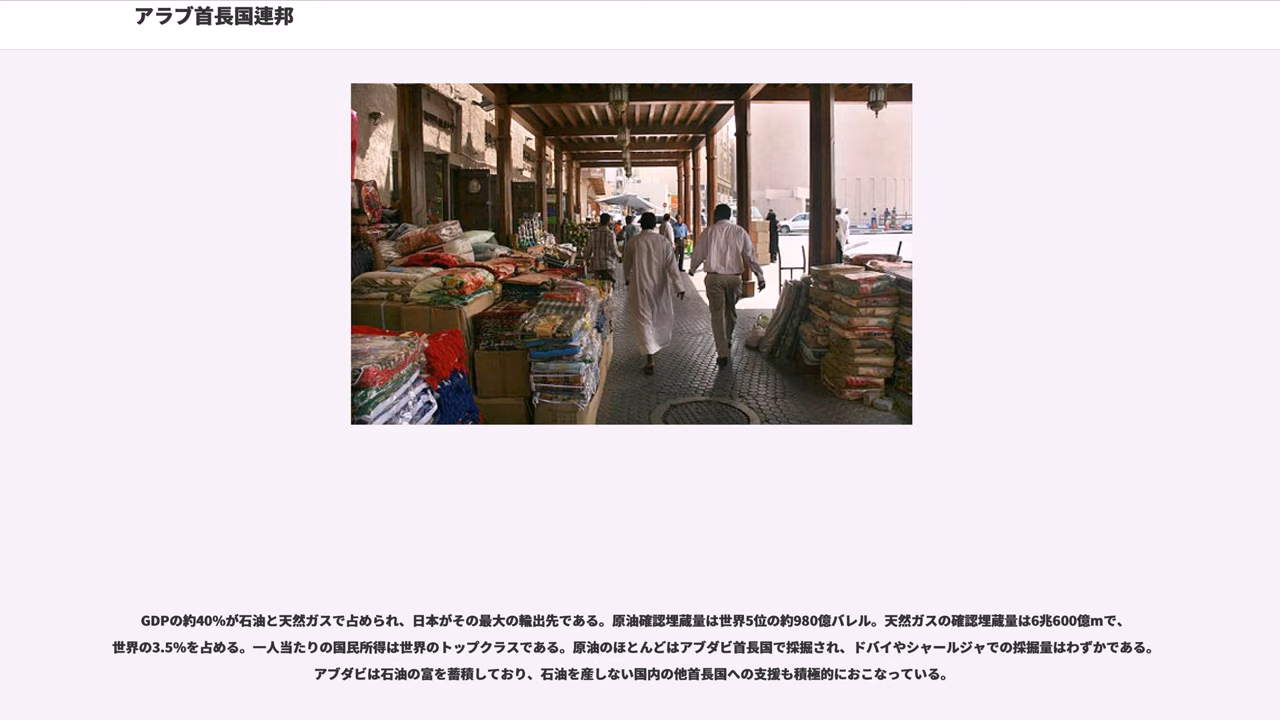 アラブ首長国連邦
GDPの約40%が石油と天然ガスで占められ、日本がその最大の輸出先である。原油確認埋蔵量は世界5位の約980億バレル。天然ガスの確認埋蔵量は6兆600億mで、
世界の3.5%を占める。一人当たりの国民所得は世界のトップクラスである。原油のほとんどはアブダビ首長国で採掘され、ドバイやシャールジャでの採掘量はわずかである。
アブダビは石油の富を蓄積しており、石油を産しない国内の他首長国への支援も積極的におこなっている。